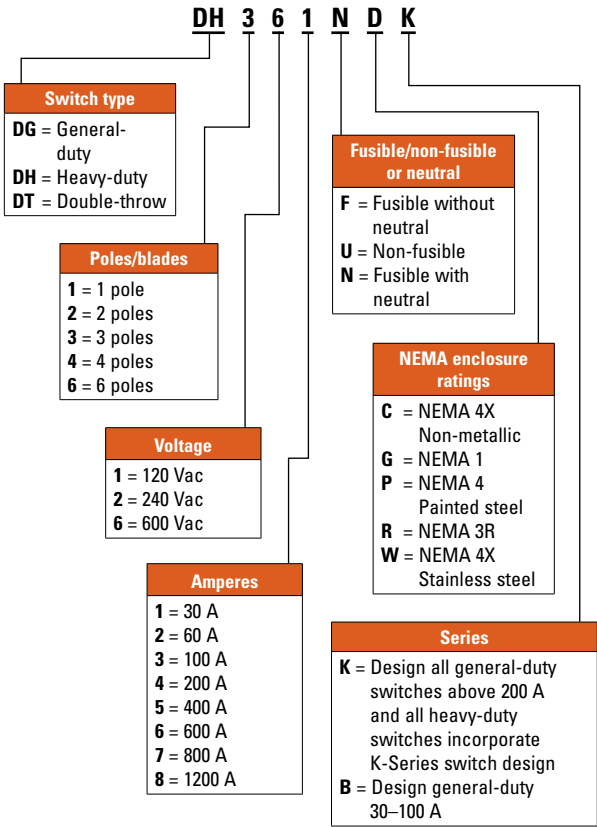 DH 3 6 1 N D K
Switch type
DG = General-
duty
DH = Heavy-duty
DT = Double-throw
Poles/blades
1 = 1 pole
2 = 2 poles
3 = 3 poles
4 = 4 poles
6 = 6 poles
Voltage
1 = 120 Vac
2 = 240 Vac
6 = 600 Vac
Amperes
1 = 30 A
2 = 60 A
3 = 100 A
4 = 200 A
5 = 400 A
6 = 600 A
7 = 800 A
8 = 1200 A
Fusible/non-fusible
or neutral
F = Fusible without
neutral
U = Non-fusible
N = Fusible with
neutral
NEMA enclosure
ratings
C = NEMA 4X
Non-metallic
G = NEMA 1
P = NEMA 4
Painted steel
R = NEMA 3R
W = NEMA 4X
Stainless steel
Series
K = Design all general-duty
switches above 200 A
and all heavy-duty
switches incorporate
K-Series switch design
B = Design general-duty
30–100 A